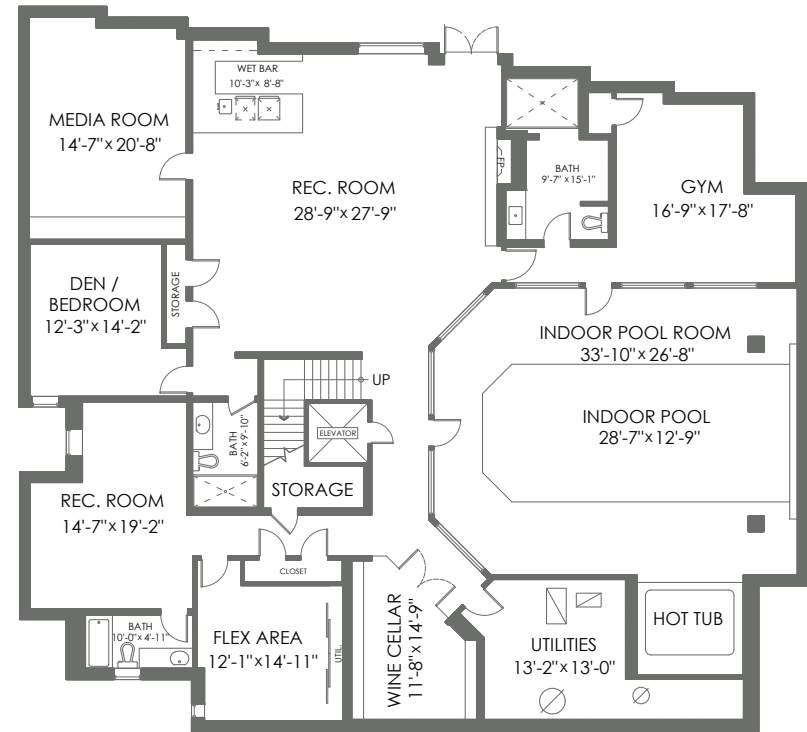 WET BAR
10'-3" x 8'-8"
MEDIA ROOM
14'-7" x 20'-8"
REC. ROOM
28'-9" x 27'-9"
FP
BATH
9'-7" x 15'-1"
GYM
16'-9" x 17'-8"
DEN /
BEDROOM
12'-3" x 14'-2"
STORAGE
INDOOR POOL ROOM
33'-10" x 26'-8"
UP
INDOOR POOL
28'-7" x 12'-9"
BATH
6'-2" x 9'-10"
ELEVATOR
STORAGE
REC. ROOM
14'-7" x 19'-2"
CLOSET
BATH
10'-0" x 4'-11"
FLEX AREA
12'-1" x 14'-11"
UTIL.
WINE CELLAR
11'-8" x 14'-9"
UTILITIES
13'-2" x 13'-0"
HOT TUB